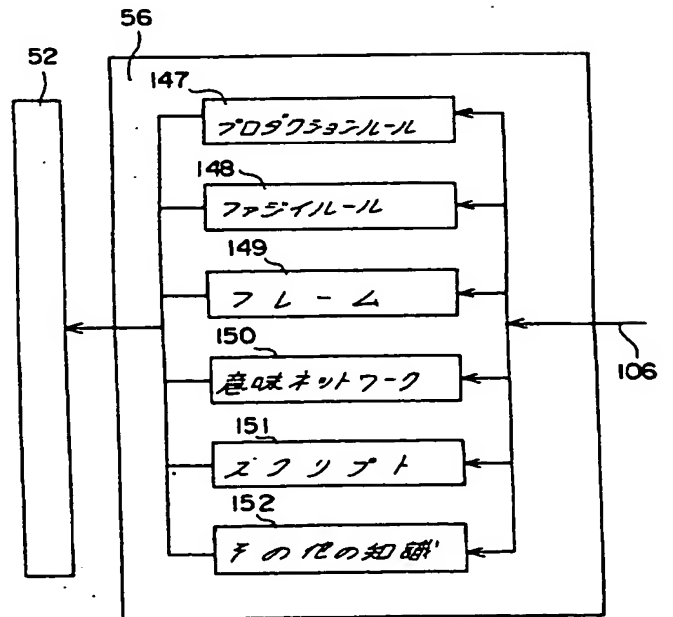 56
52
147
プロダクションルール
148
ファジイルール
149
フレーム
150
意味ネットワーク
106
151
スクリプト
152
その他の知識